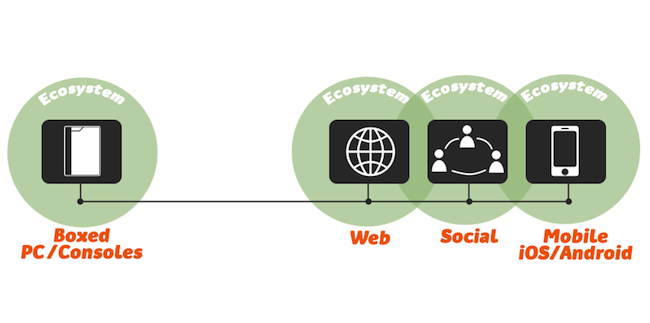 Ecosystem
Ecosystem
Ecosystem
Ecosystem
Boxed
PC/Consoles
Web
Social
Mobile
iOS/Android